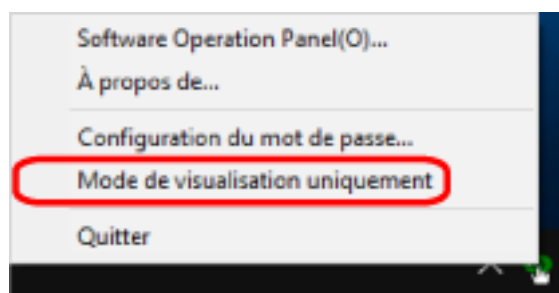 Software Operation Panel(O)...
À propos de...
Configuration du mot de passe...
Mode de visualisation uniquement
Quitter